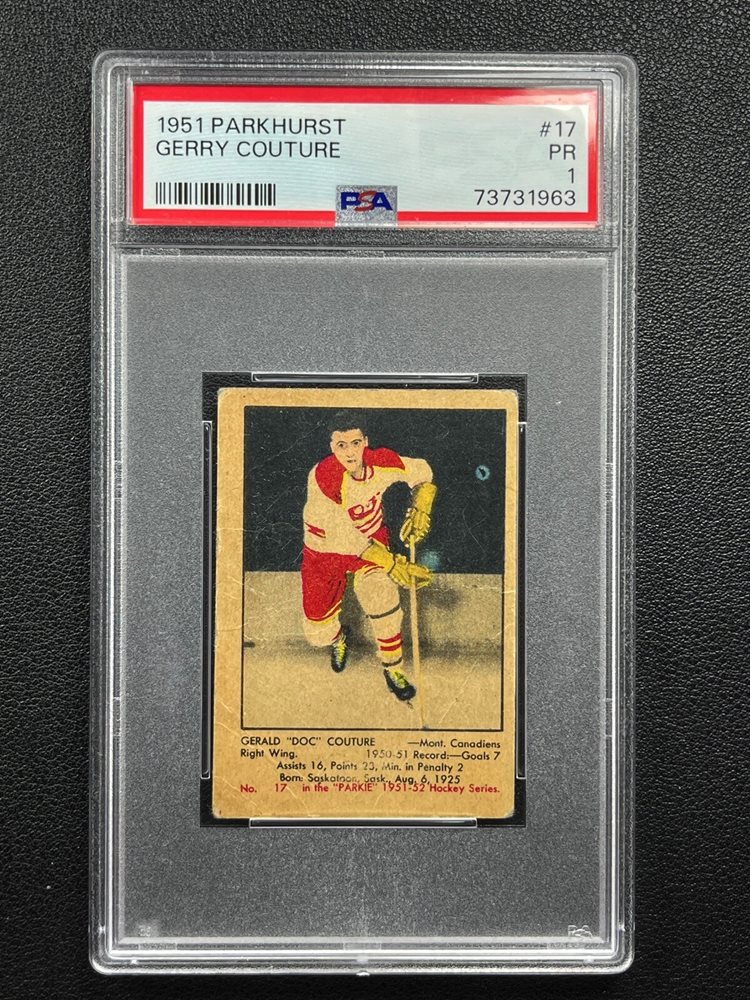 1951 PARKHURST #17
GERRY COUTURE PR
1
PSA 73731963
GERALD "DOC" COUTURE —Mont. Canadiens
Right Wing. 1950-51 Record:—Goals 7
Assists 16, Points 23, Min. in Penalty 2
Born: Saskatoon, Sask., Aug. 6, 1925
No. 17 in the "PARKIE" 1951-52 Hockey Series.
PSA